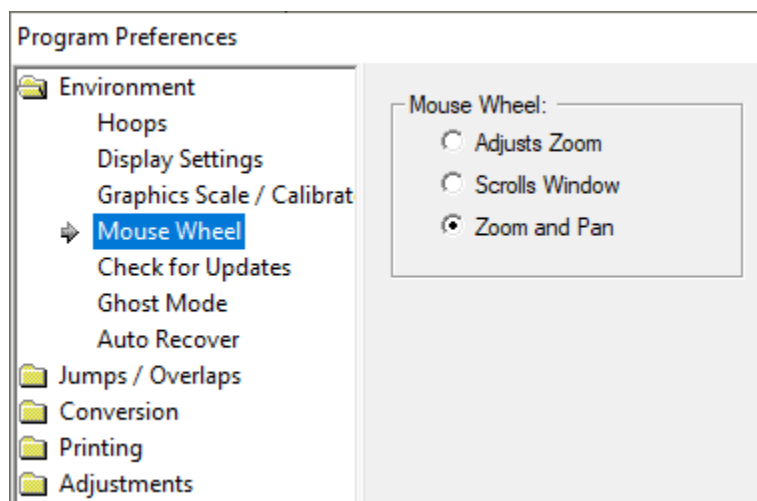 Program Preferences
Environment
Hoops
Display Settings
Graphics Scale / Calibrat
Mouse Wheel
Check for Updates
Ghost Mode
Auto Recover
Jumps / Overlaps
Conversion
Printing
Adjustments
Mouse Wheel:
Adjusts Zoom
Scrolls Window
Zoom and Pan